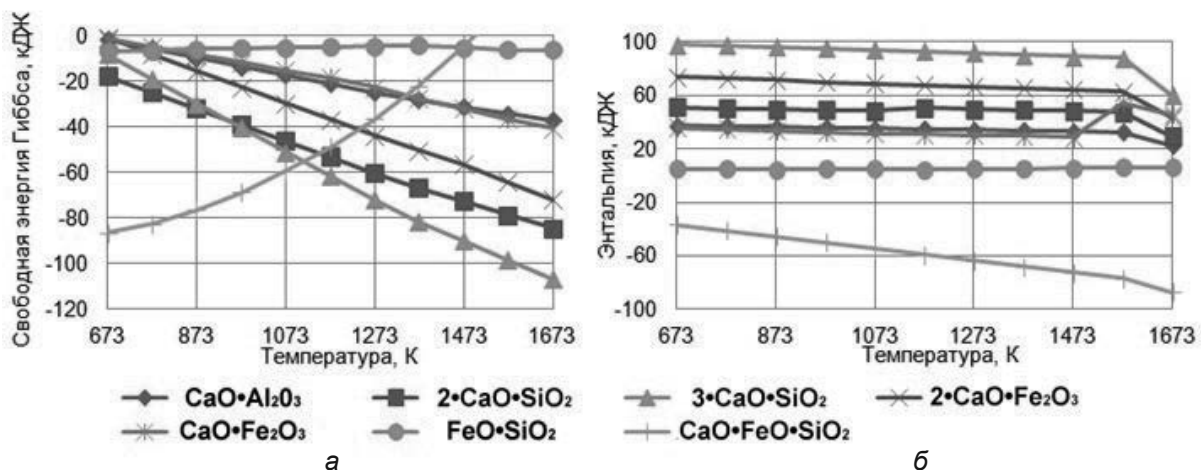 Свободная энергия Гиббса, кДж
0
-20
-40
-60
-80
-100
-120
673 873 1073 1273 1473 1673
Температура, К
Энтальпия, кДЖ
100
60
20
-20
-60
-100
673 873 1073 1273 1473 1673
Температура, К
CaO•Al₂0₃ 2•CaO•SiO₂ 3•CaO•SiO₂ 2•CaO•Fe₂O₃
CaO•Fe₂O₃ FeO•SiO₂ CaO•FeO•SiO₂
а б